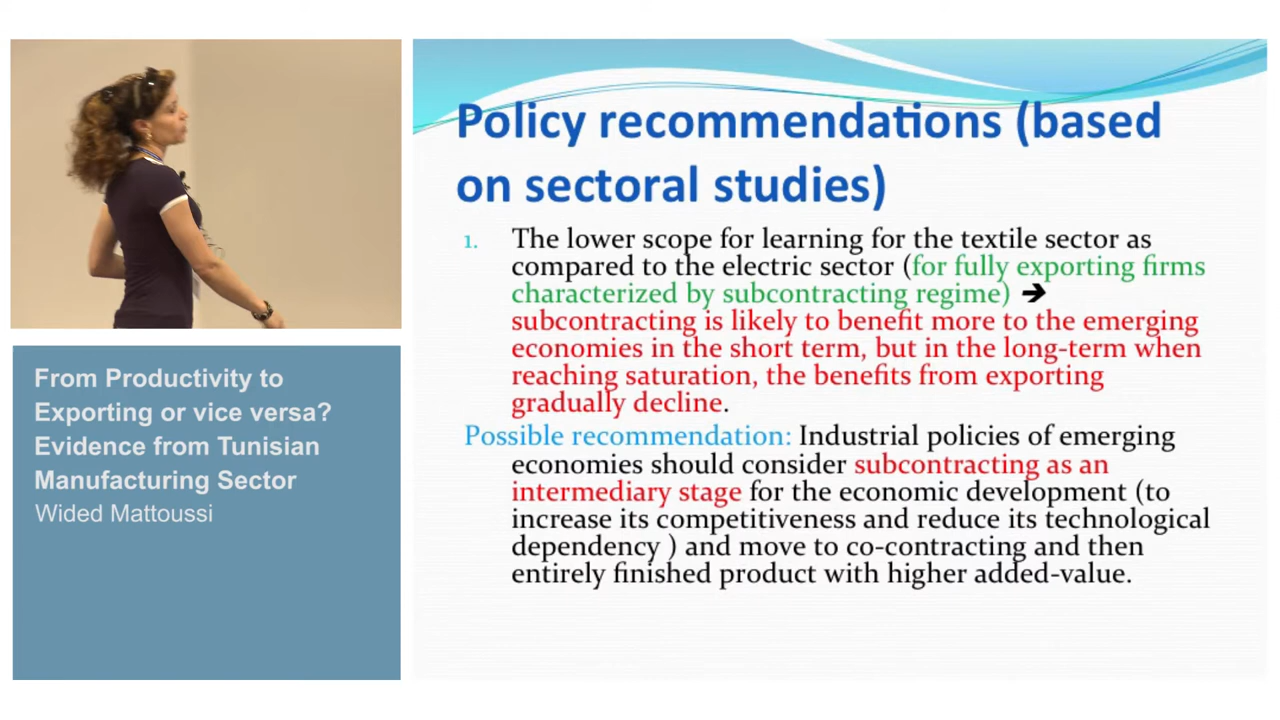 From Productivity to
Exporting or vice versa?
Evidence from Tunisian
Manufacturing Sector
Wided Mattoussi
Policy recommendations (based
on sectoral studies)
1. The lower scope for learning for the textile sector as
compared to the electric sector (for fully exporting firms
characterized by subcontracting regime) ➔
subcontracting is likely to benefit more to the emerging
economies in the short term, but in the long-term when
reaching saturation, the benefits from exporting
gradually decline.
Possible recommendation: Industrial policies of emerging
economies should consider subcontracting as an
intermediary stage for the economic development (to
increase its competitiveness and reduce its technological
dependency ) and move to co-contracting and then
entirely finished product with higher added-value.